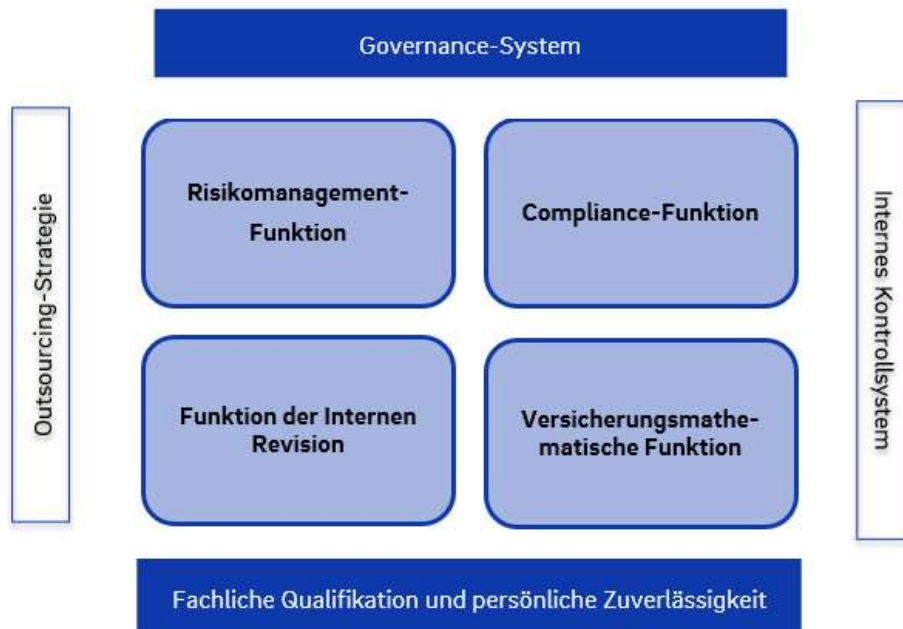 Governance-System
Outsourcing-Strategie
Risikomanagement-
Funktion
Compliance-Funktion
Funktion der Internen
Revision
Versicherungsmathe-
matische Funktion
Internes Kontrollsystem
Fachliche Qualifikation und persönliche Zuverlässigkeit